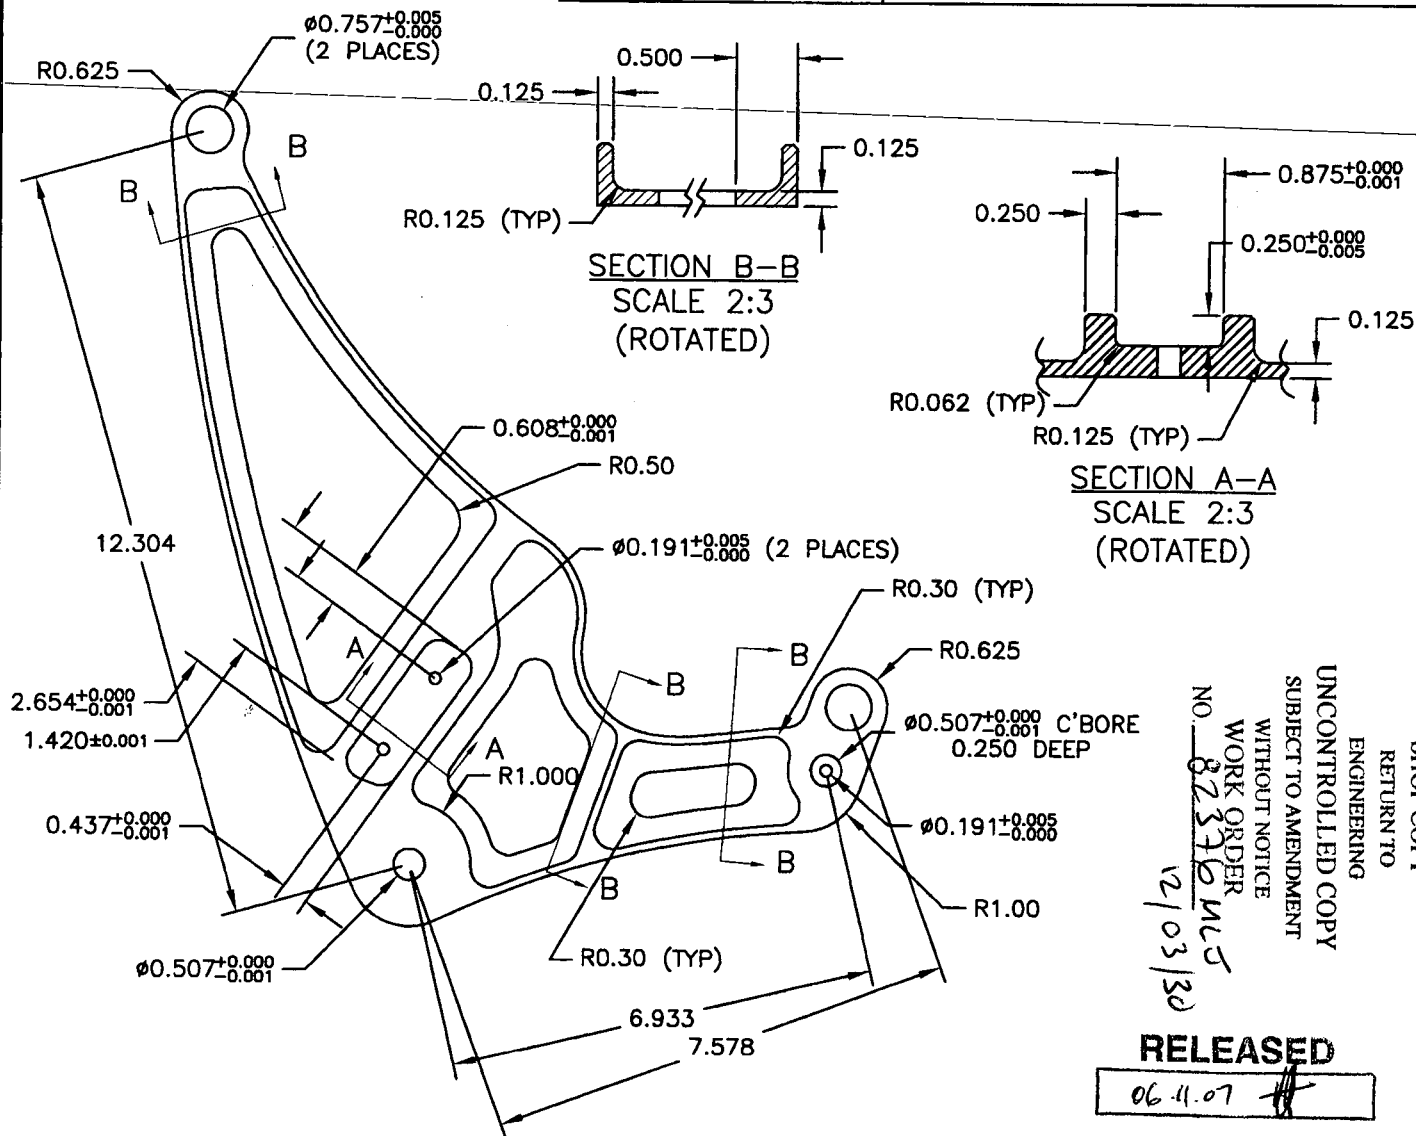 ø0.757+0.005 -0.000
(2 PLACES)
R0.625
0.500
0.125
0.125
R0.125 (TYP)
SECTION B-B
SCALE 2:3
(ROTATED)
0.875+0.000 -0.001
0.250
0.250+0.000 -0.005
0.125
R0.062 (TYP)
R0.125 (TYP)
SECTION A-A
SCALE 2:3
(ROTATED)
B
B
0.608+0.000 -0.001
R0.50
12.304
ø0.191+0.005 -0.000 (2 PLACES)
R0.30 (TYP)
A
A
B
B
B
B
R0.625
2.654+0.000 -0.001
1.420±0.001
ø0.507+0.000 -0.001 C'BORE
0.250 DEEP
R1.000
0.437+0.000 -0.001
ø0.191+0.005 -0.000
R1.00
ø0.507+0.000 -0.001
R0.30 (TYP)
6.933
7.578
RETURN TO
ENGINEERING
UNCONTROLLED COPY
SUBJECT TO AMENDMENT
WITHOUT NOTICE
WORK ORDER
NO. 82376 MLJ
12/03/30
RELEASED
06.11.07